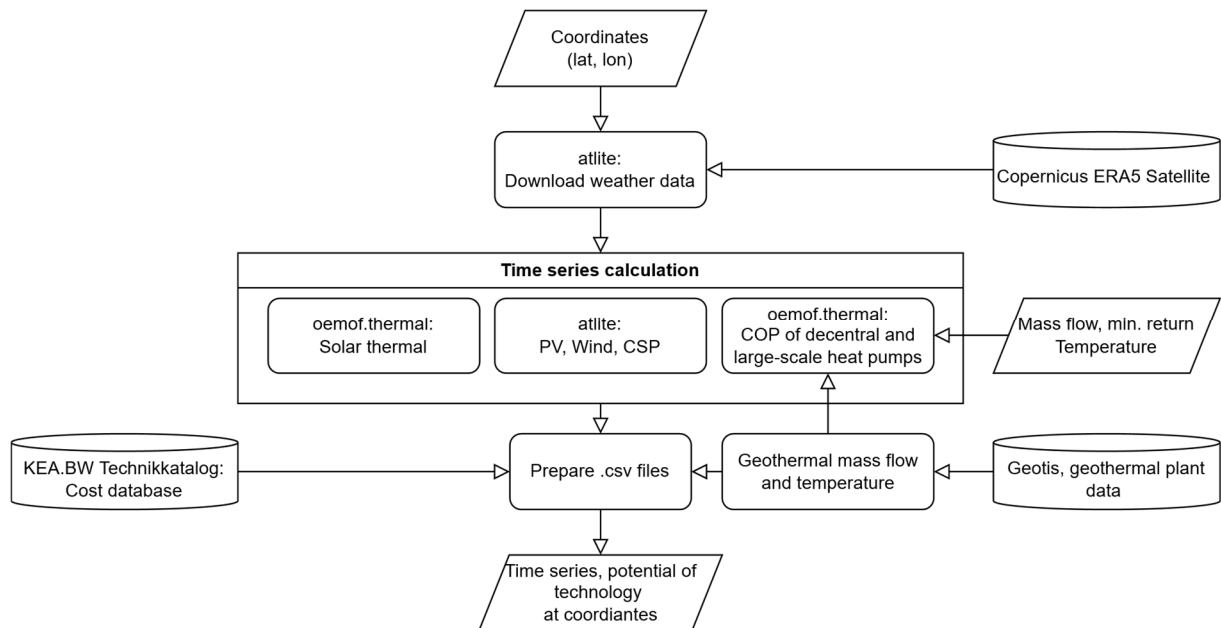 Coordinates
(lat, lon)
atlite:
Download weather data
Copernicus ERA5 Satellite
Time series calculation
oemof.thermal:
Solar thermal
atlite:
PV, Wind, CSP
oemof.thermal:
COP of decentral and
large-scale heat pumps
Mass flow, min. return
Temperature
KEA.BW Technikkatalog:
Cost database
Prepare .csv files
Geothermal mass flow
and temperature
Geotis, geothermal plant
data
Time series, potential of
technology
at coordiantes